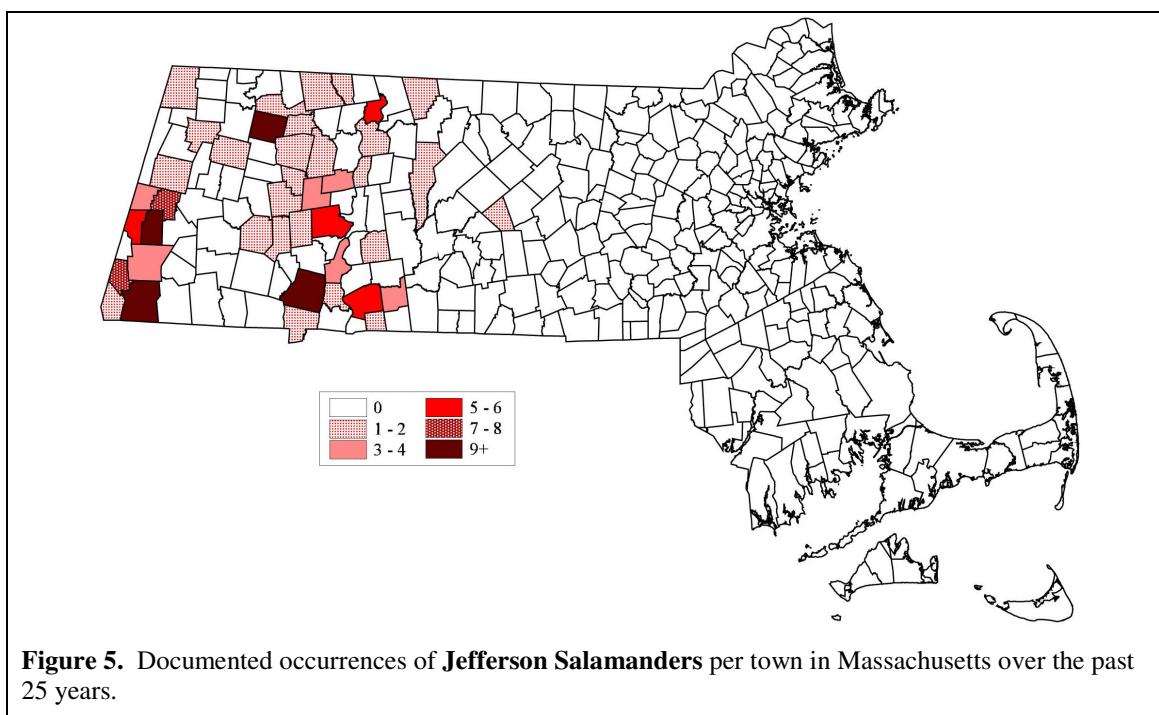 0
1 - 2
3 - 4
5 - 6
7 - 8
9+
Figure 5. Documented occurrences of Jefferson Salamanders per town in Massachusetts over the past
25 years.